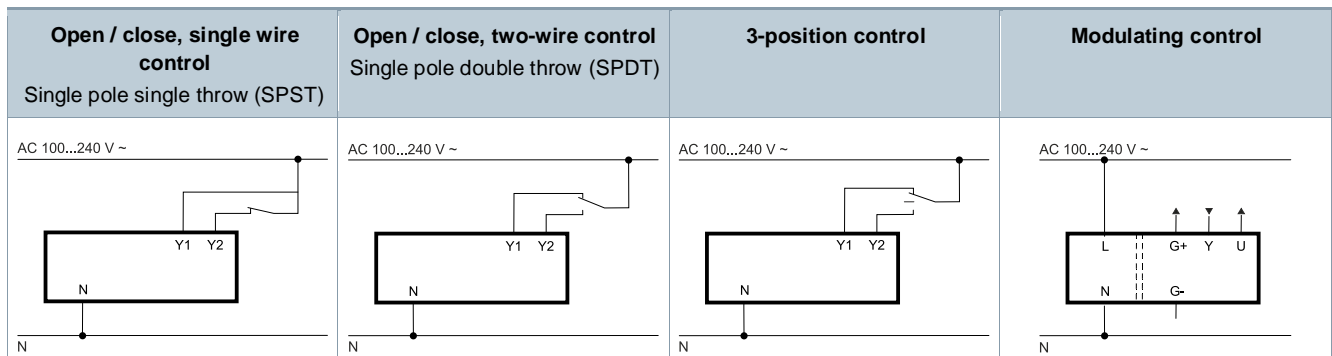 Open / close, single wire
control
Single pole single throw (SPST)
Open / close, two-wire control
Single pole double throw (SPDT)
3-position control
Modulating control
AC 100...240 V ~
Y1 Y2
N
N
AC 100...240 V ~
Y1 Y2
N
N
AC 100...240 V ~
Y1 Y2
N
N
AC 100...240 V ~
L G+ Y U
N G-
N